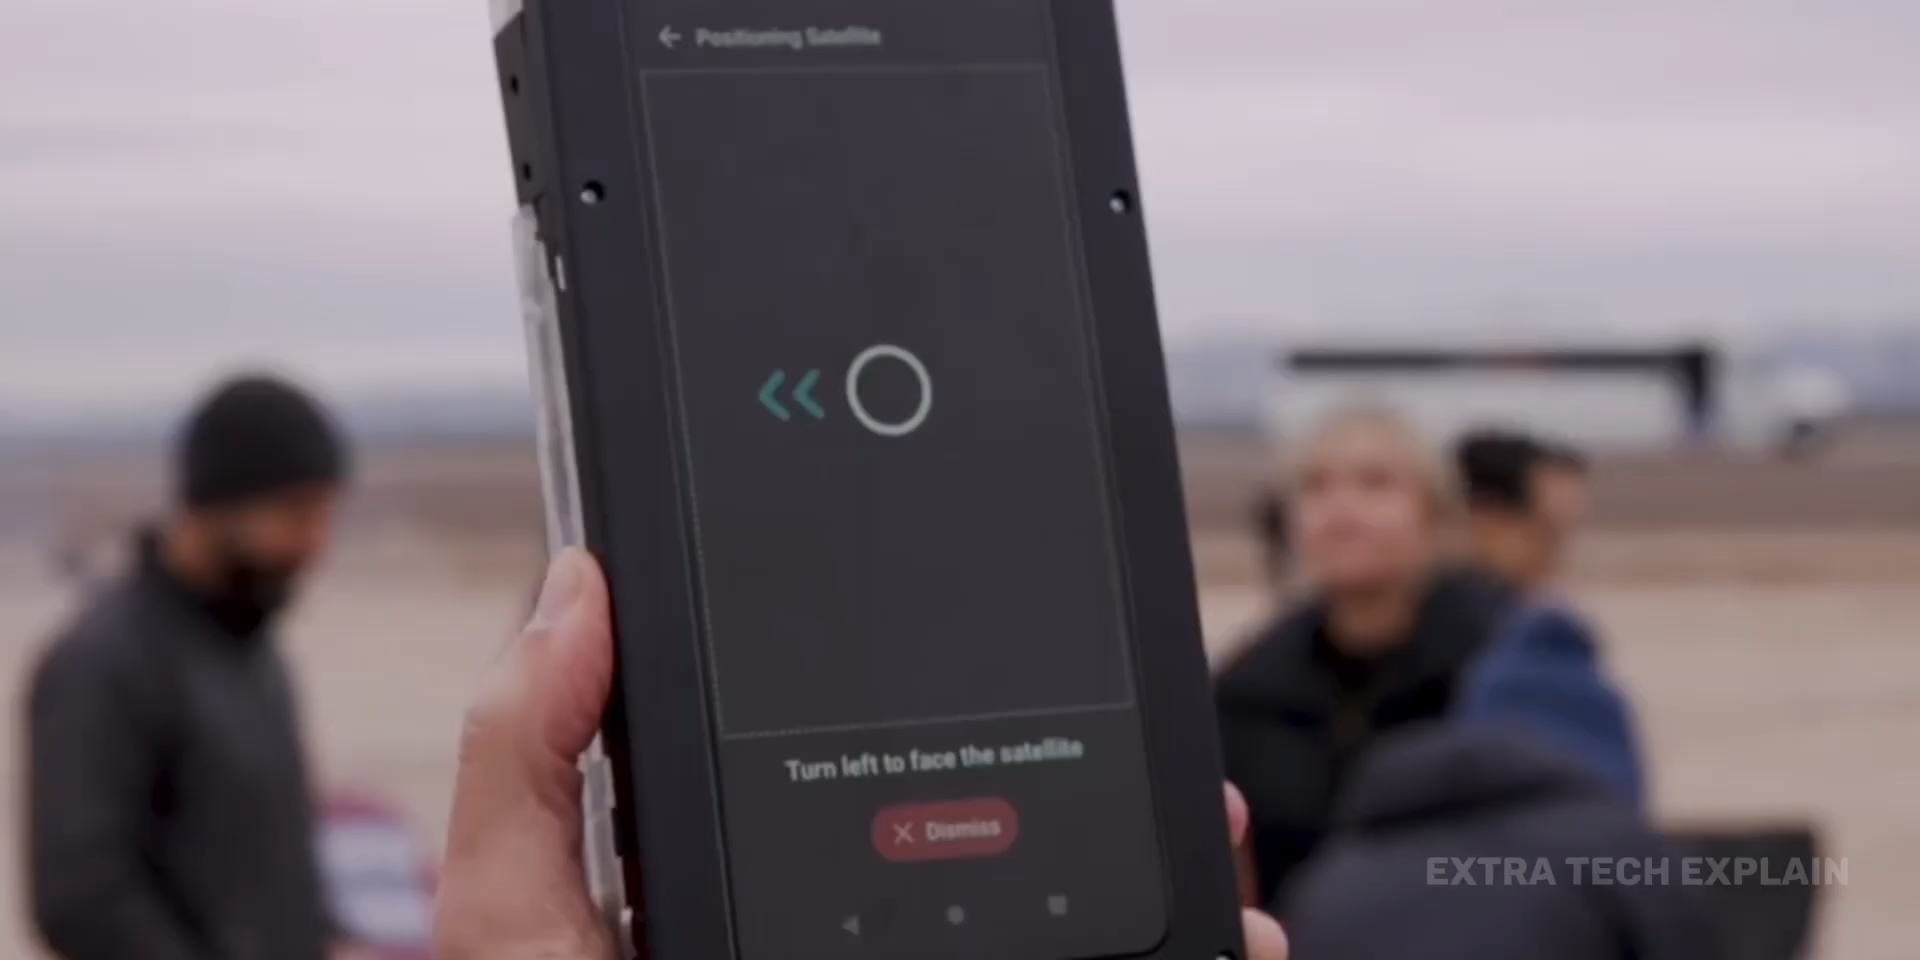 Positioning Satellite
Turn left to face the satellite
Dismiss
EXTRA TECH EXPLAIN